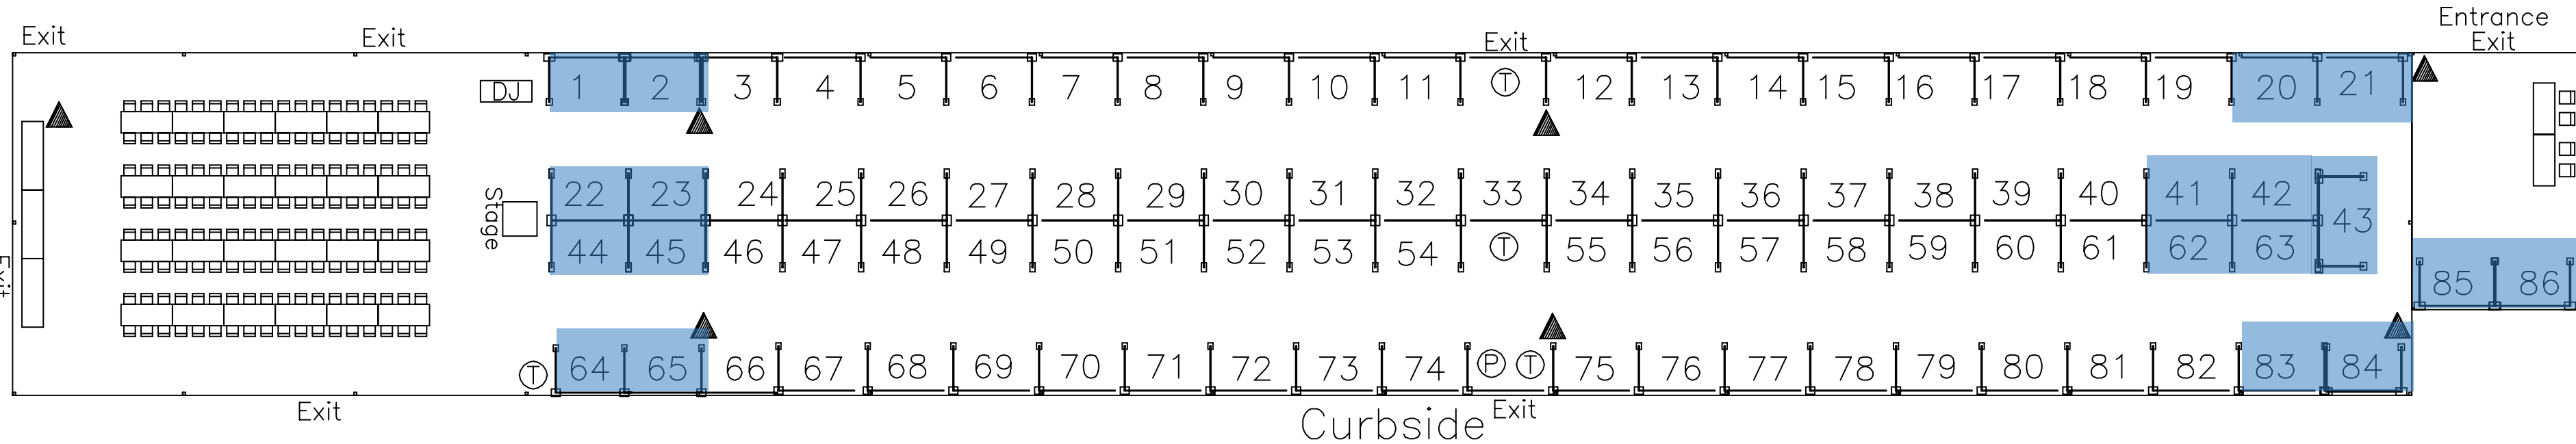 Entrance
Exit Exit Exit Exit
DJ 1 2 3 4 5 6 7 8 9 10 11 T 12 13 14 15 16 17 18 19 20 21
Stage 22 23 24 25 26 27 28 29 30 31 32 33 34 35 36 37 38 39 40 41 42
43
44 45 46 47 48 49 50 51 52 53 54 T 55 56 57 58 59 60 61 62 63
Exit 85 86
T 64 65 66 67 68 69 70 71 72 73 74 P T 75 76 77 78 79 80 81 82 83 84
Exit Exit
Curbside